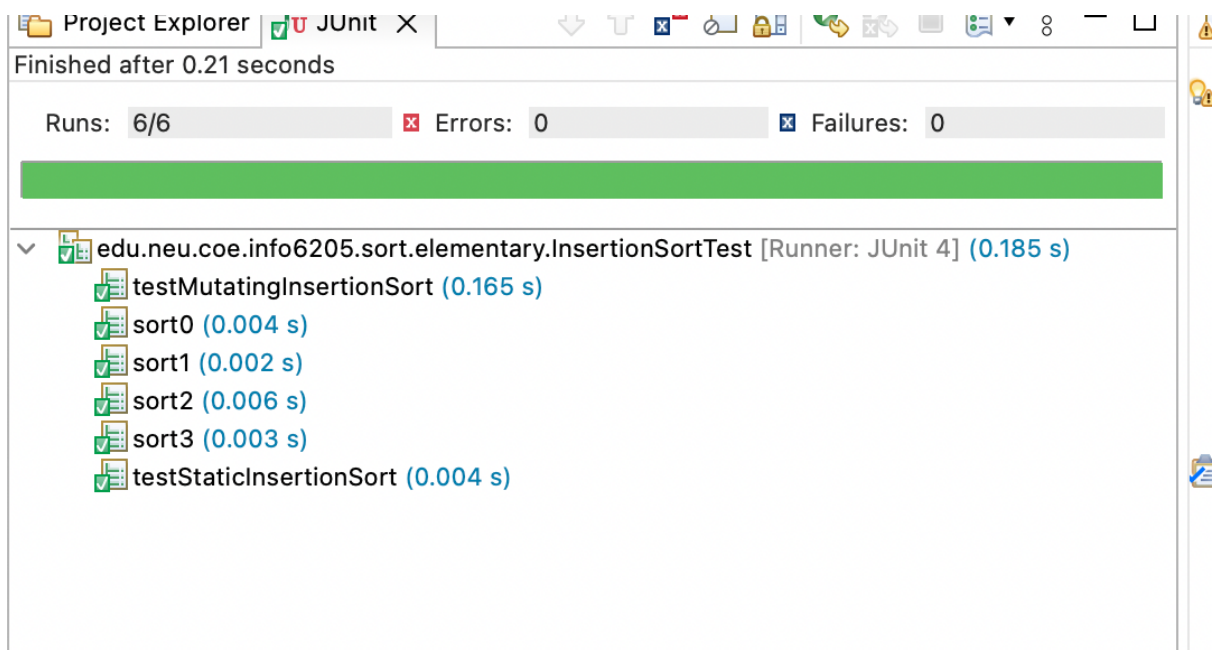 Project Explorer JUnit
Finished after 0.21 seconds
Runs: 6/6 Errors: 0 Failures: 0
edu.neu.coe.info6205.sort.elementary.InsertionSortTest [Runner: JUnit 4] (0.185 s)
testMutatingInsertionSort (0.165 s)
sort0 (0.004 s)
sort1 (0.002 s)
sort2 (0.006 s)
sort3 (0.003 s)
testStaticInsertionSort (0.004 s)